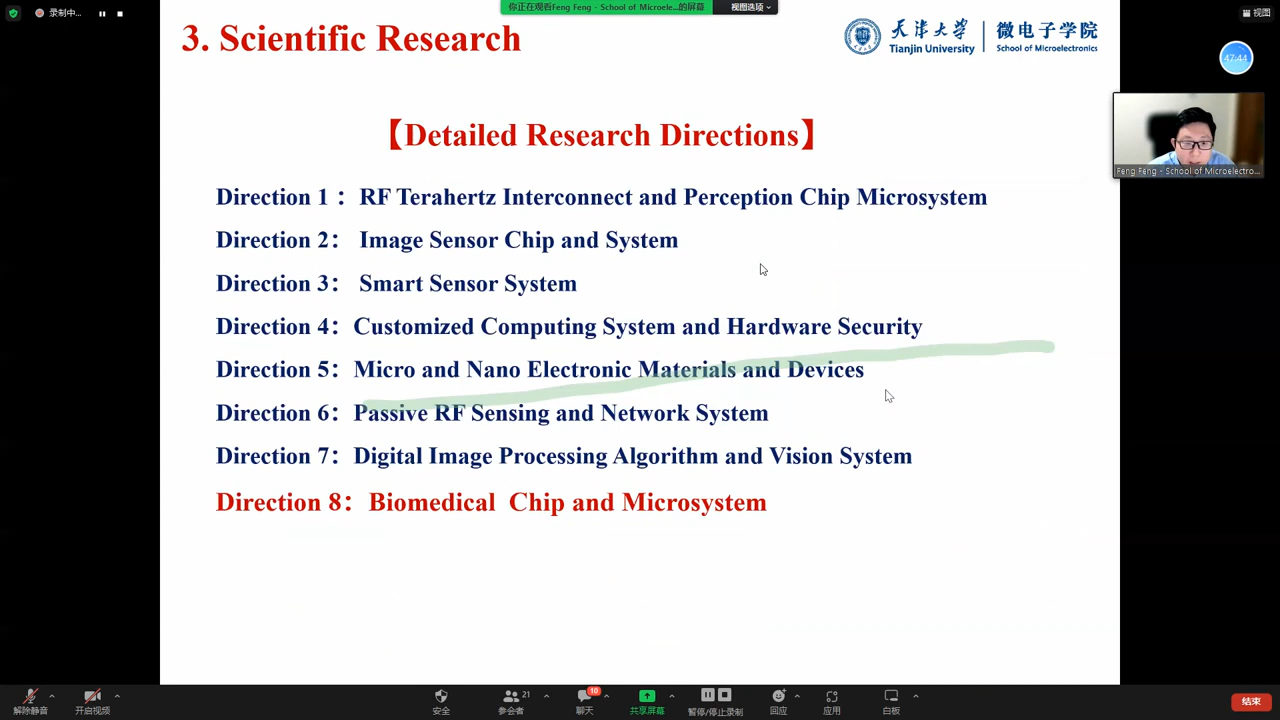 录制中...
你正在观看Feng Feng - School of Microele...的屏幕
视图选项
视图
3. Scientific Research
天津大学
Tianjin University
微电子学院
School of Microelectronics
47:44
【Detailed Research Directions】
Feng Feng - School of Microelectro...
Direction 1： RF Terahertz Interconnect and Perception Chip Microsystem
Direction 2： Image Sensor Chip and System
Direction 3： Smart Sensor System
Direction 4： Customized Computing System and Hardware Security
Direction 5： Micro and Nano Electronic Materials and Devices
Direction 6： Passive RF Sensing and Network System
Direction 7： Digital Image Processing Algorithm and Vision System
Direction 8： Biomedical Chip and Microsystem
解除静音
开启视频
安全
21
参会者
10
聊天
共享屏幕
暂停/停止录制
回应
应用
白板
结束